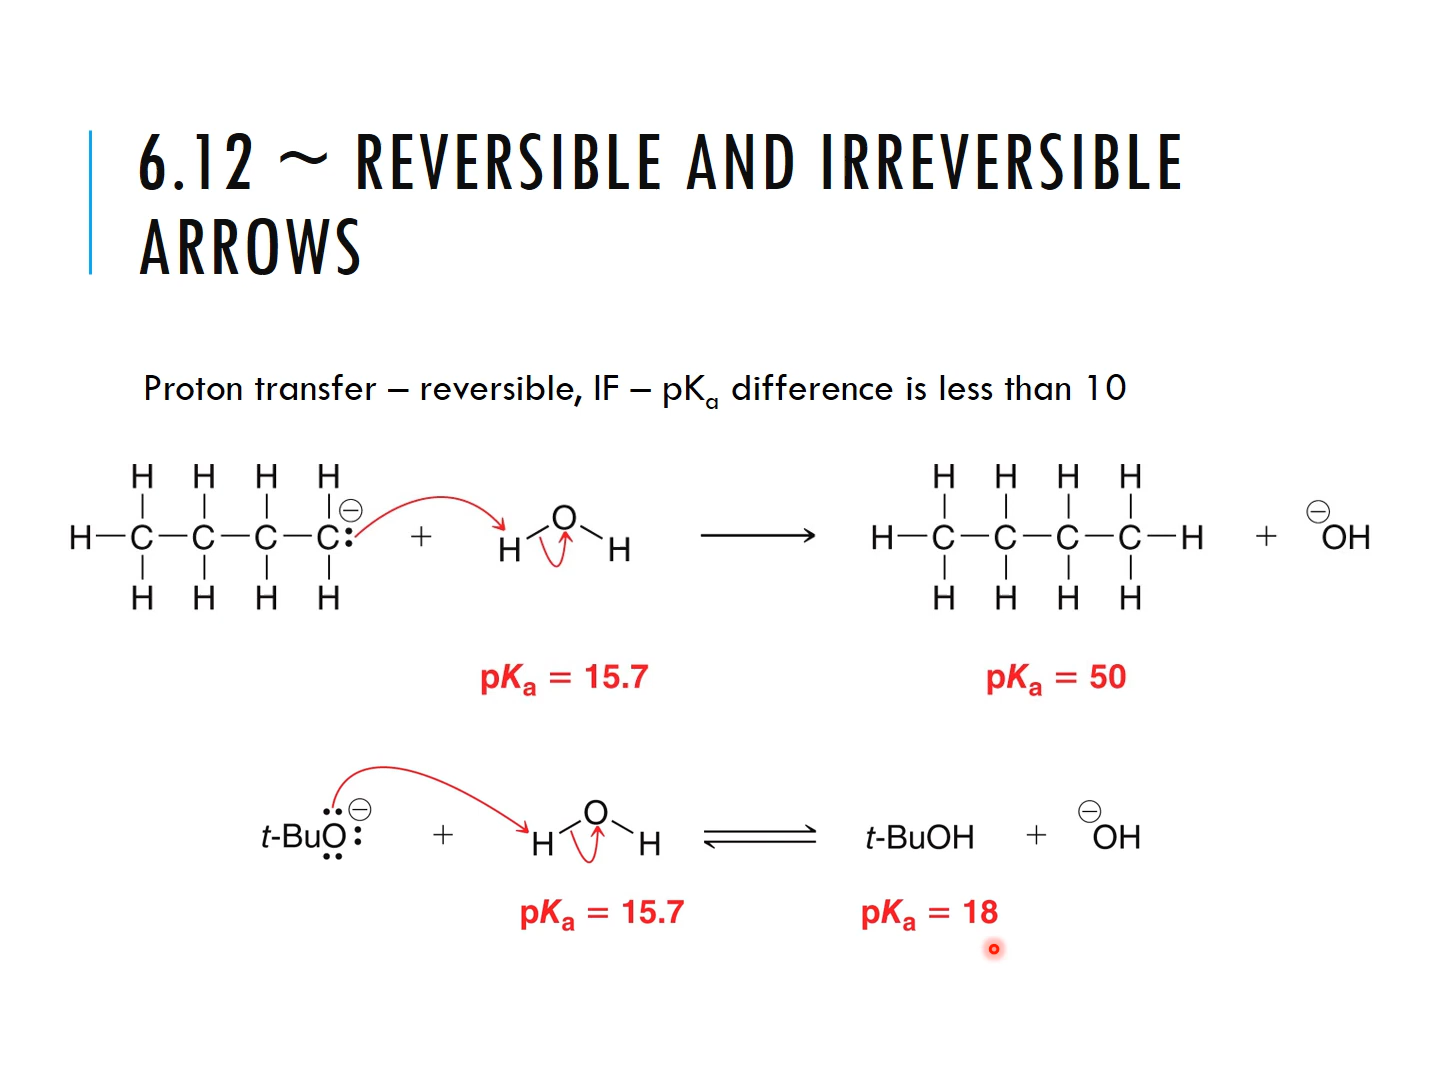 6.12 ~ REVERSIBLE AND IRREVERSIBLE
ARROWS
Proton transfer – reversible, IF – pKa difference is less than 10
H H H H
H—C—C—C—C:⊖ + H O H → H—C—C—C—C—H + ⊖OH
H H H H
H H H H
H H H H
pKa = 15.7 pKa = 50
t-BuO:⊖ + H O H ⇌ t-BuOH + ⊖OH
pKa = 15.7 pKa = 18